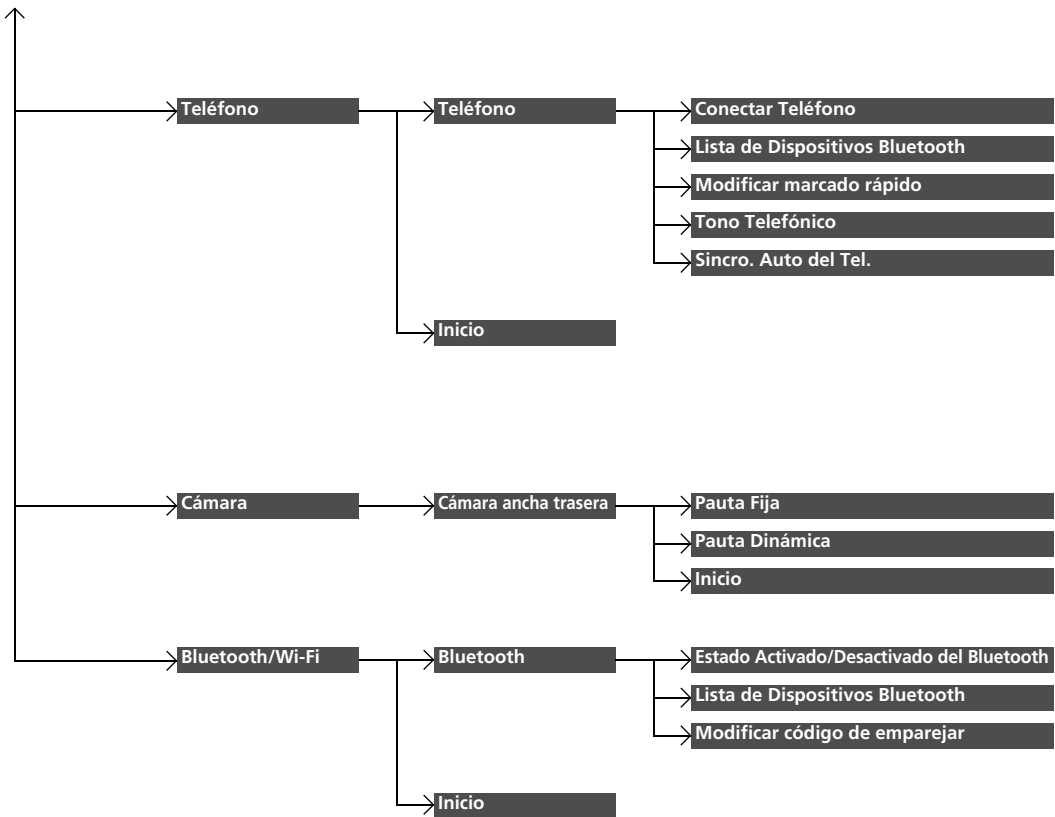 Teléfono
Teléfono
Conectar Teléfono
Lista de Dispositivos Bluetooth
Modificar marcado rápido
Tono Telefónico
Sincro. Auto del Tel.
Inicio
Cámara
Cámara ancha trasera
Pauta Fija
Pauta Dinámica
Inicio
Bluetooth/Wi-Fi
Bluetooth
Estado Activado/Desactivado del Bluetooth
Lista de Dispositivos Bluetooth
Modificar código de emparejar
Inicio